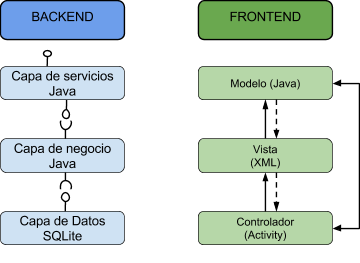 BACKEND
Capa de servicios
Java
Capa de negocio
Java
Capa de Datos
SQLite
FRONTEND
Modelo (Java)
Vista
(XML)
Controlador
(Activity)